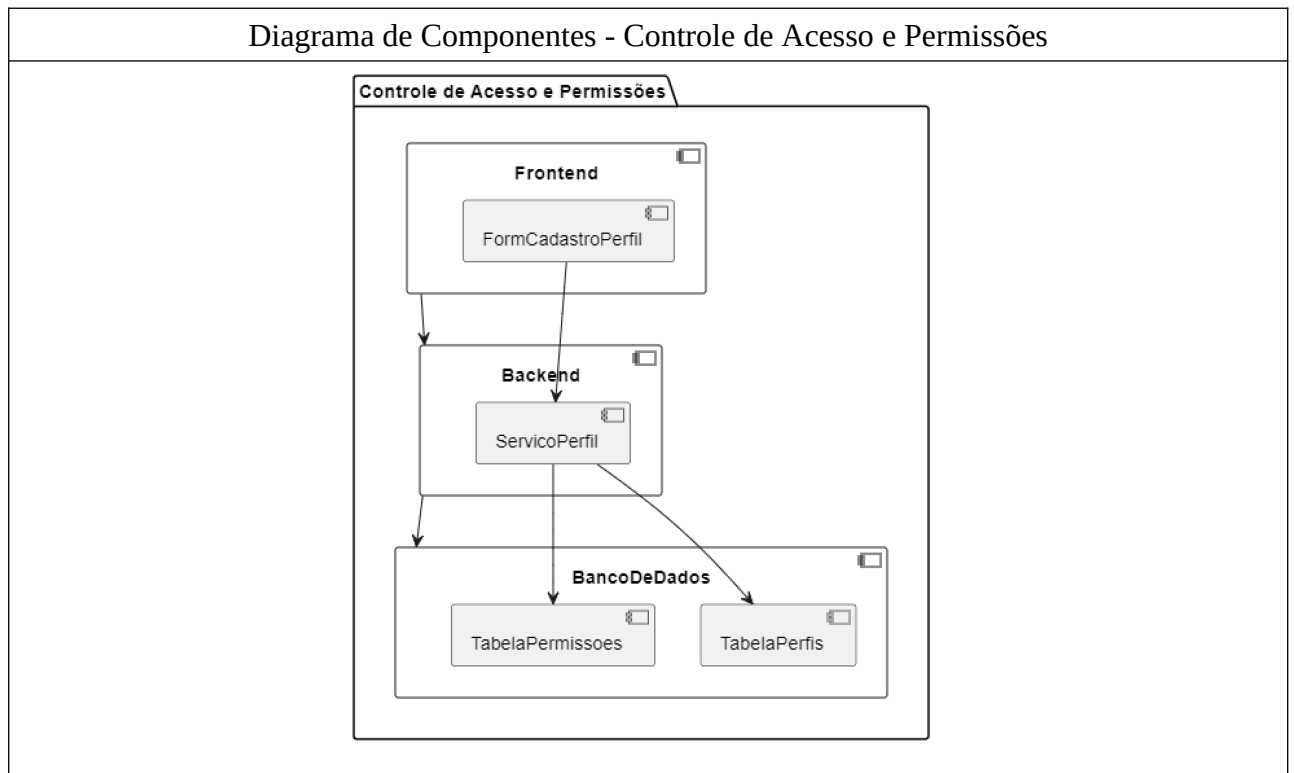 Diagrama de Componentes - Controle de Acesso e Permissões
Controle de Acesso e Permissões
Frontend
FormCadastroPerfil
Backend
ServicoPerfil
BancoDeDados
TabelaPermissoes
TabelaPerfis